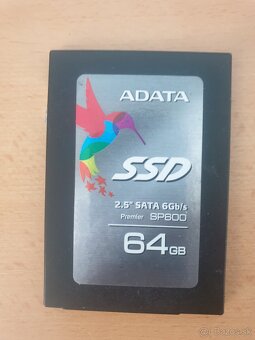 ADATA
SSD
2.5" SATA 6Gb/s
Premier SP600
64GB